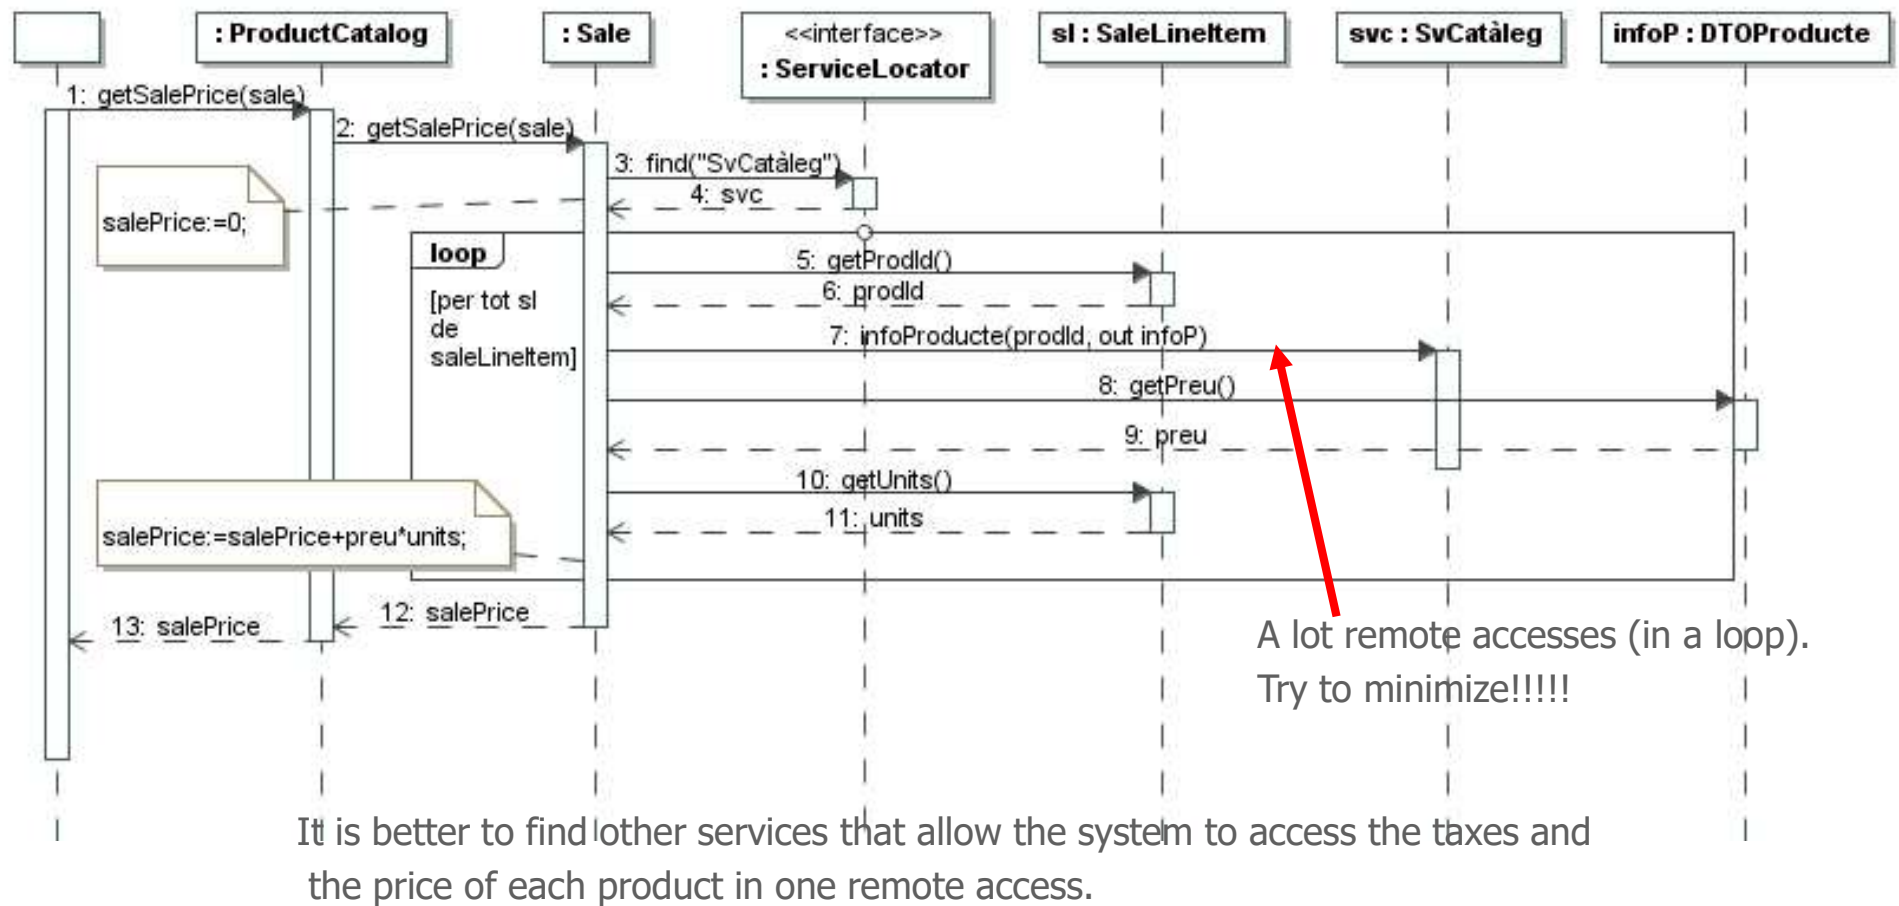 : ProductCatalog
: Sale
<<interface>>
: ServiceLocator
sl : SaleLineItem
svc : SvCatàleg
infoP : DTOProducte
1: getSalePrice(sale)
2: getSalePrice(sale)
3: find("SvCatàleg")
4: svc
salePrice:=0;
loop
[per tot sl
de
saleLineItem]
5: getProdId()
6: prodId
7: infoProducte(prodId, out infoP)
8: getPreu()
9: preu
10: getUnits()
11: units
salePrice:=salePrice+preu*units;
12: salePrice
13: salePrice
A lot remote accesses (in a loop).
Try to minimize!!!!!
It is better to find other services that allow the system to access the taxes and
the price of each product in one remote access.